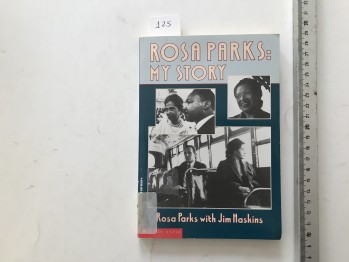 125
ROSA PARKS:
MY STORY
Rosa Parks with Jim Haskins